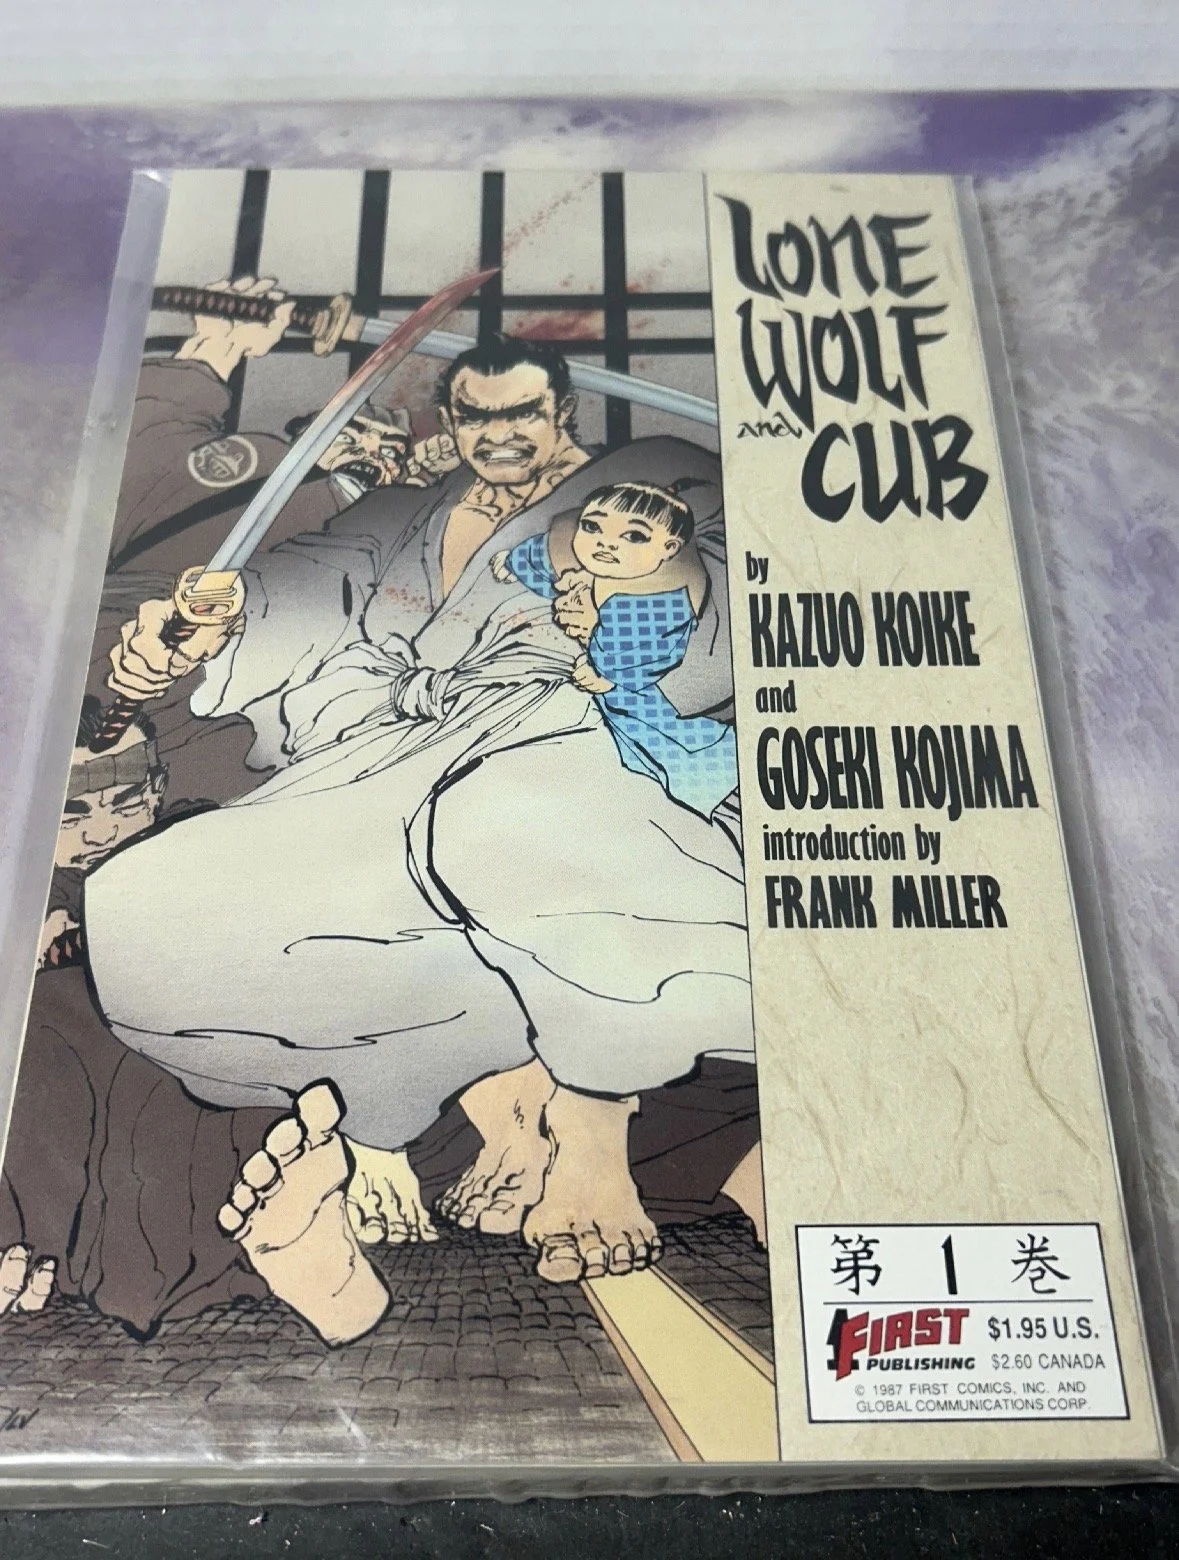 LONE
WOLF
and CUB
by
KAZUO KOIKE
and
GOSEKI KOJIMA
introduction by
FRANK MILLER
第 1 巻
FIRST
PUBLISHING
$1.95 U.S.
$2.60 CANADA
© 1987 FIRST COMICS, INC. AND
GLOBAL COMMUNICATIONS CORP.